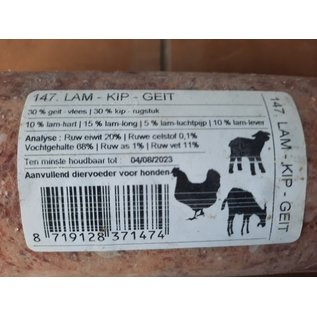 147. LAM - KIP - GEIT
30 % geit - vlees | 30 % kip - rugstuk
10 % lam-hart | 15 % lam-long | 5 % lam-luchtpijp | 10 % lam-lever
Analyse : Ruw eiwit 20% | Ruwe celstof 0,1%
Vochtgehalte 68% | Ruw as 1% | Ruw vet 11%
Ten minste houdbaar tot : 04/08/2023
Aanvullend diervoeder voor honden
8 719128 371474
147. LAM - KIP - GEIT